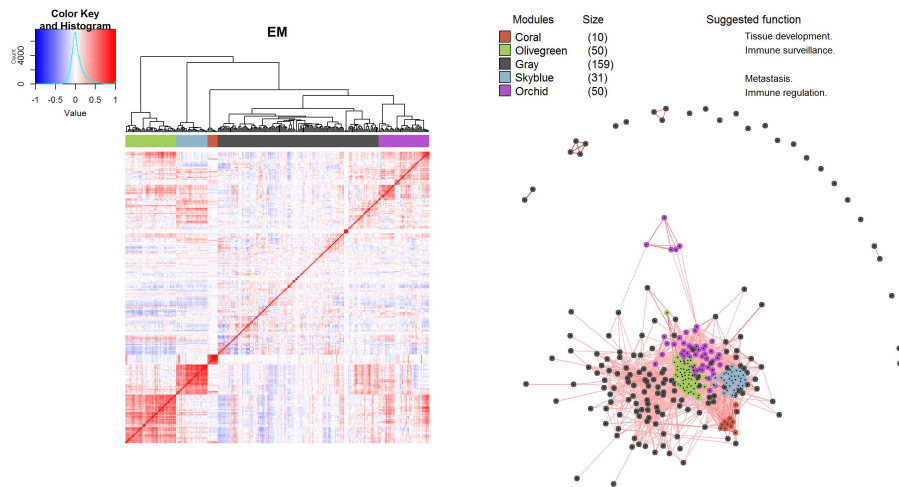 Color Key
and Histogram
Count
0 4000
-1 -0.5 0 0.5 1
Value
EM
Modules Size Suggested function
Coral (10) Tissue development.
Olivegreen (50) Immune surveillance.
Gray (159)
Skyblue (31) Metastasis.
Orchid (50) Immune regulation.